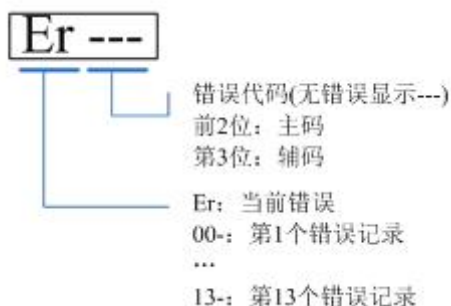 Er ---
错误代码(无错误显示---)
前2位：主码
第3位：辅码
Er：当前错误
00-：第1个错误记录
…
13-：第13个错误记录